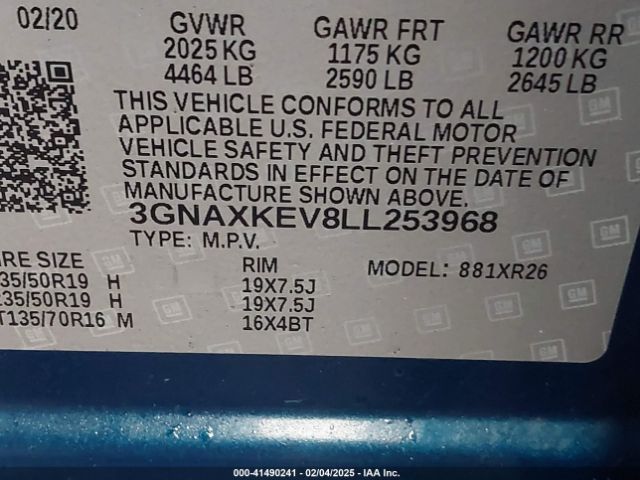 02/20 GVWR GAWR FRT GAWR RR
2025 KG 1175 KG 1200 KG
4464 LB 2590 LB 2645 LB
THIS VEHICLE CONFORMS TO ALL
APPLICABLE U.S. FEDERAL MOTOR
VEHICLE SAFETY AND THEFT PREVENTION
STANDARDS IN EFFECT ON THE DATE OF
MANUFACTURE SHOWN ABOVE.
3GNAXKEV8LL253968
TYPE: M.P.V.
IRE SIZE RIM MODEL: 881XR26
35/50R19 H 19X7.5J
235/50R19 H 19X7.5J
T135/70R16 M 16X4BT
000-41490241 - 02/04/2025 - IAA Inc.